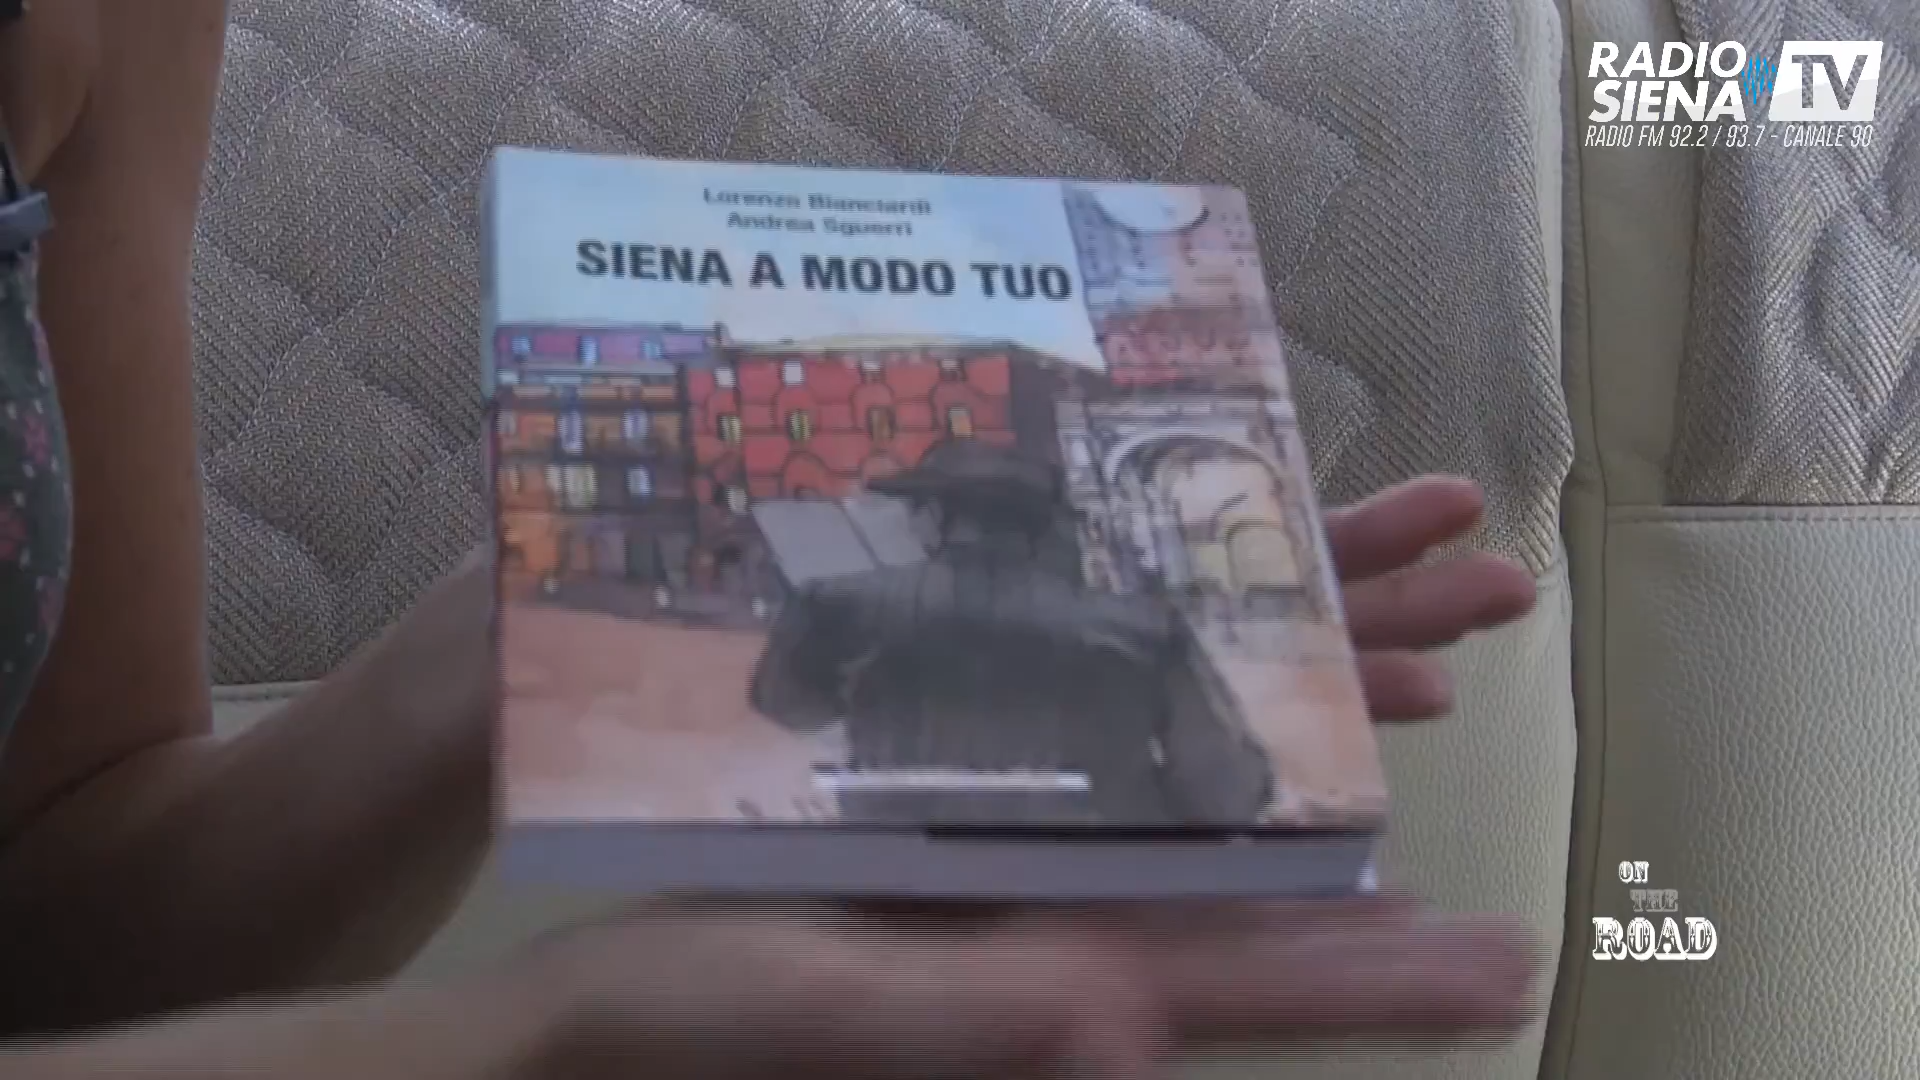 RADIO
SIENA TV
RADIO FM 92.2 / 93.7 - CANALE 90
Lorenzo Bianciardi
Andrea Sguerri
SIENA A MODO TUO
ON
THE
ROAD